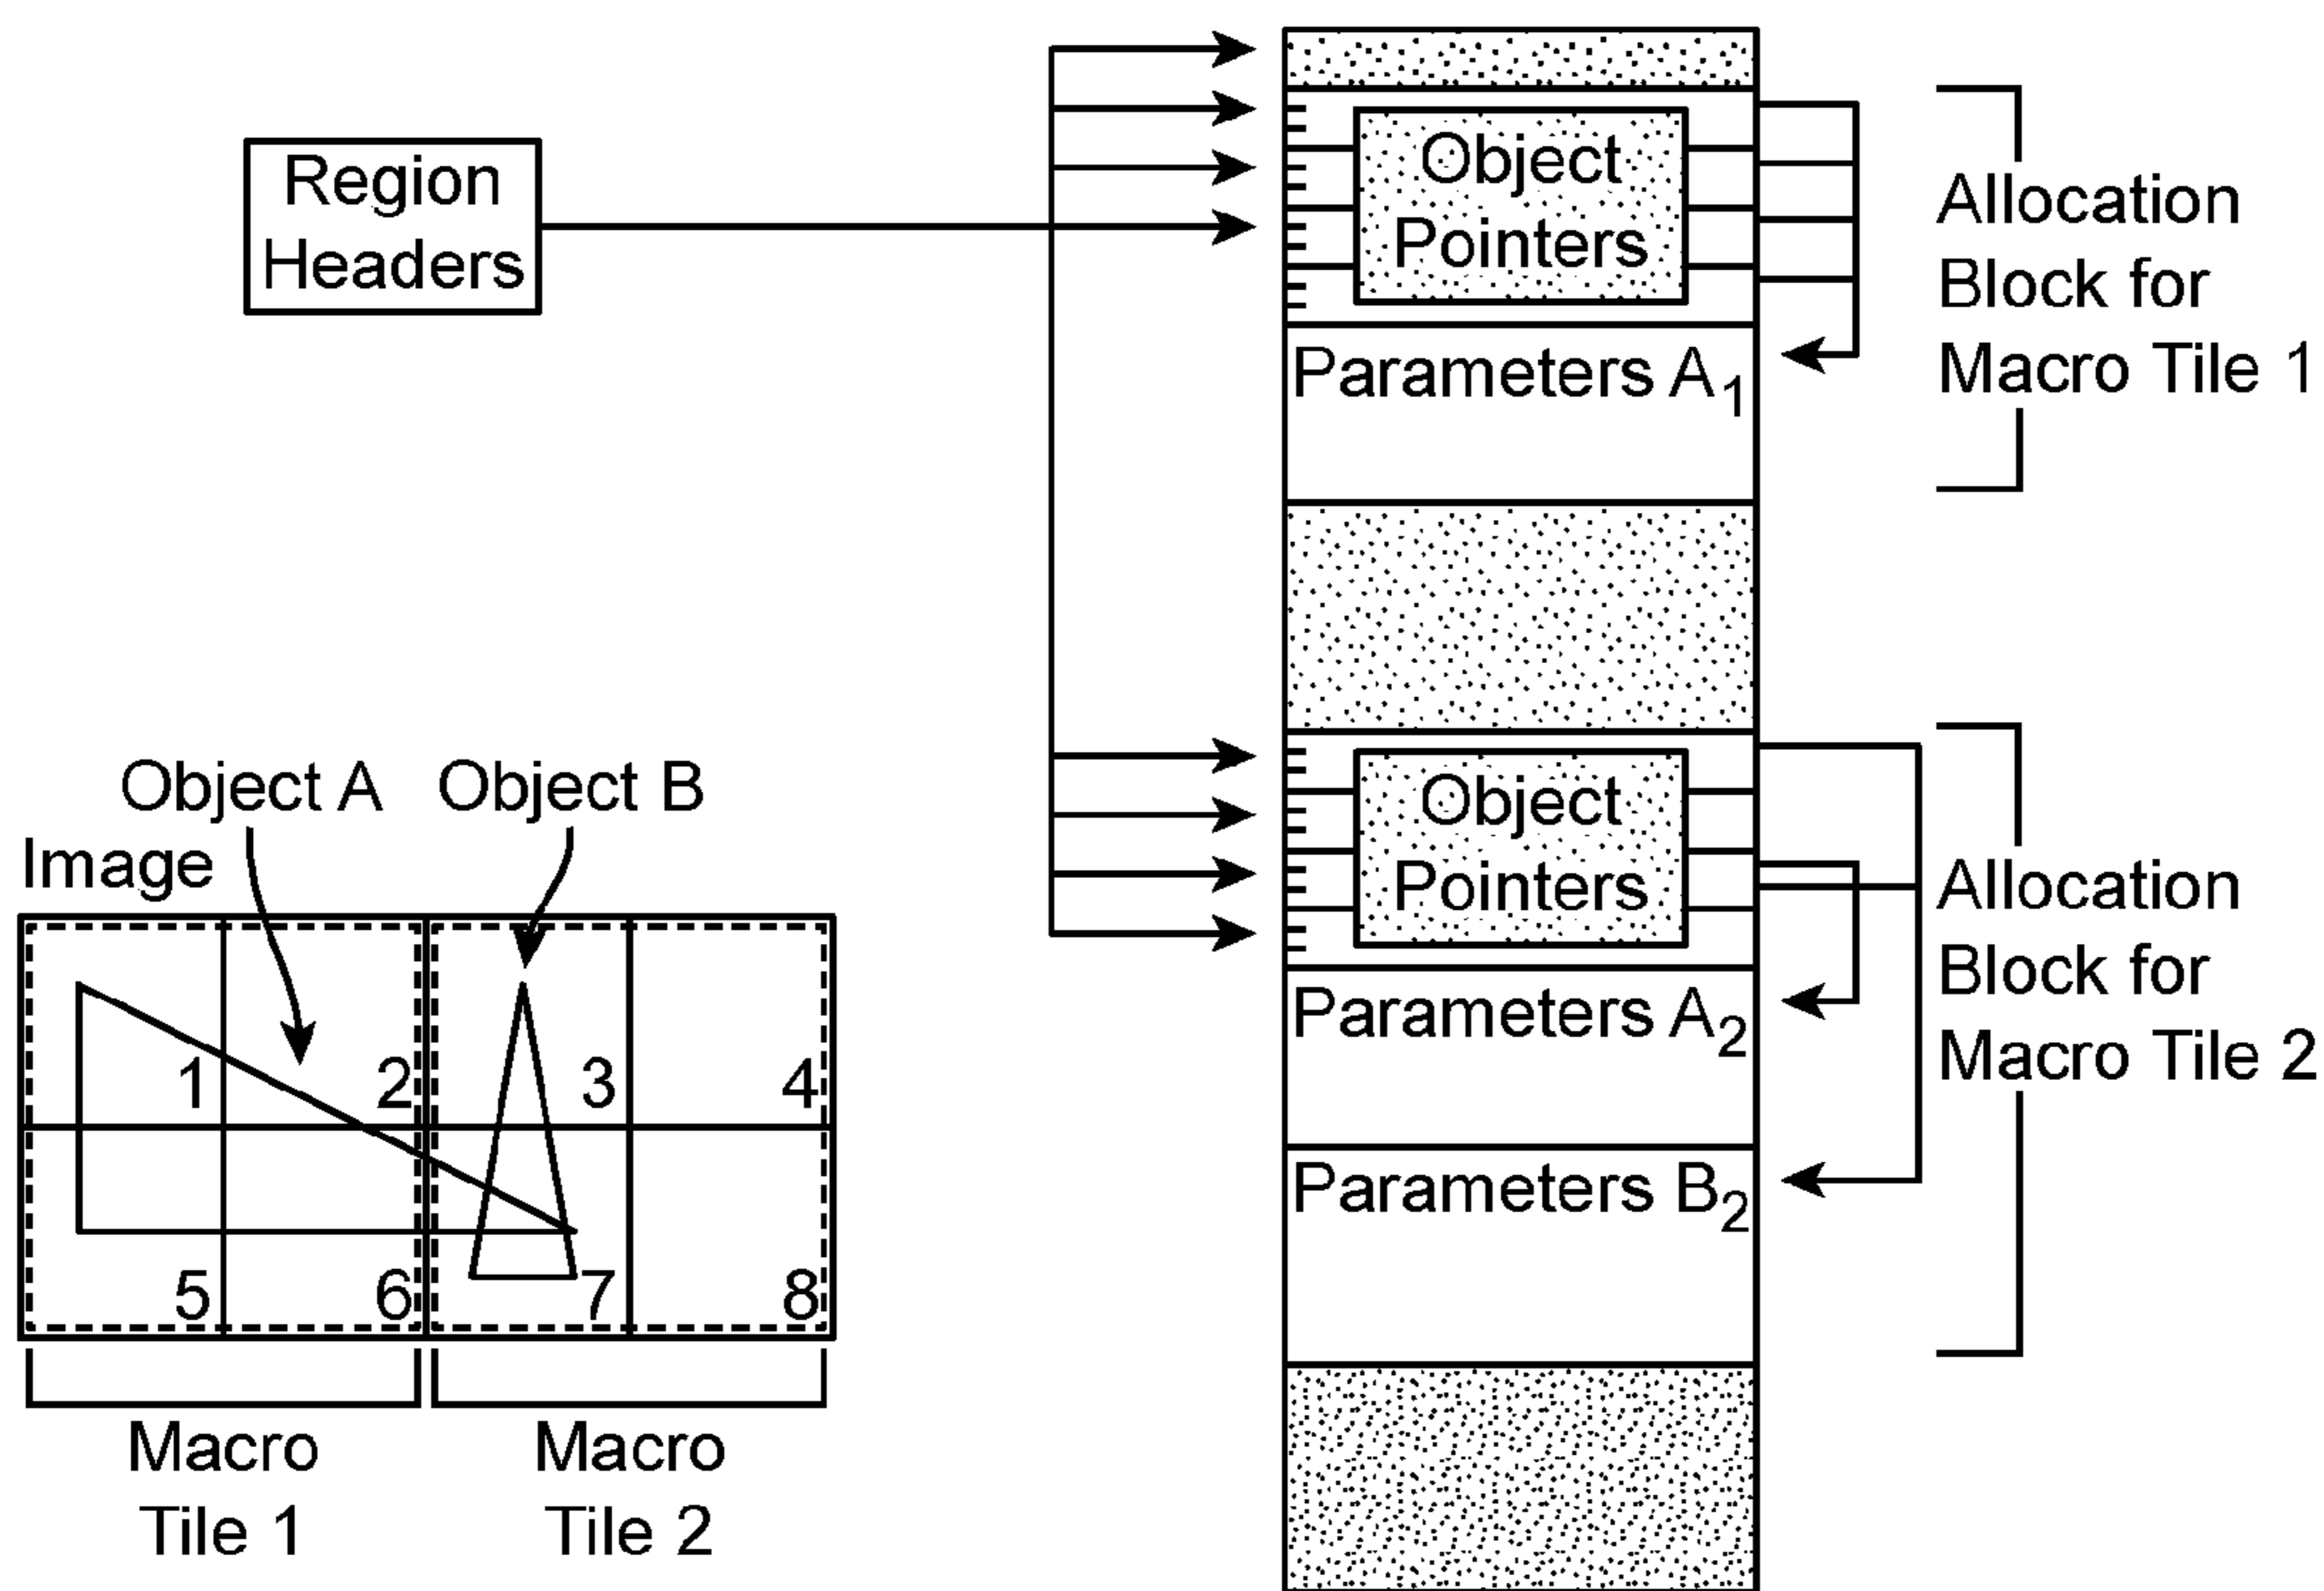 Region
Headers
Object
Pointers
Parameters A1
Allocation
Block for
Macro Tile 1
Object
Pointers
Parameters A2
Parameters B2
Allocation
Block for
Macro Tile 2
Object A
Object B
Image
1
2
3
4
5
6
7
8
Macro
Tile 1
Macro
Tile 2